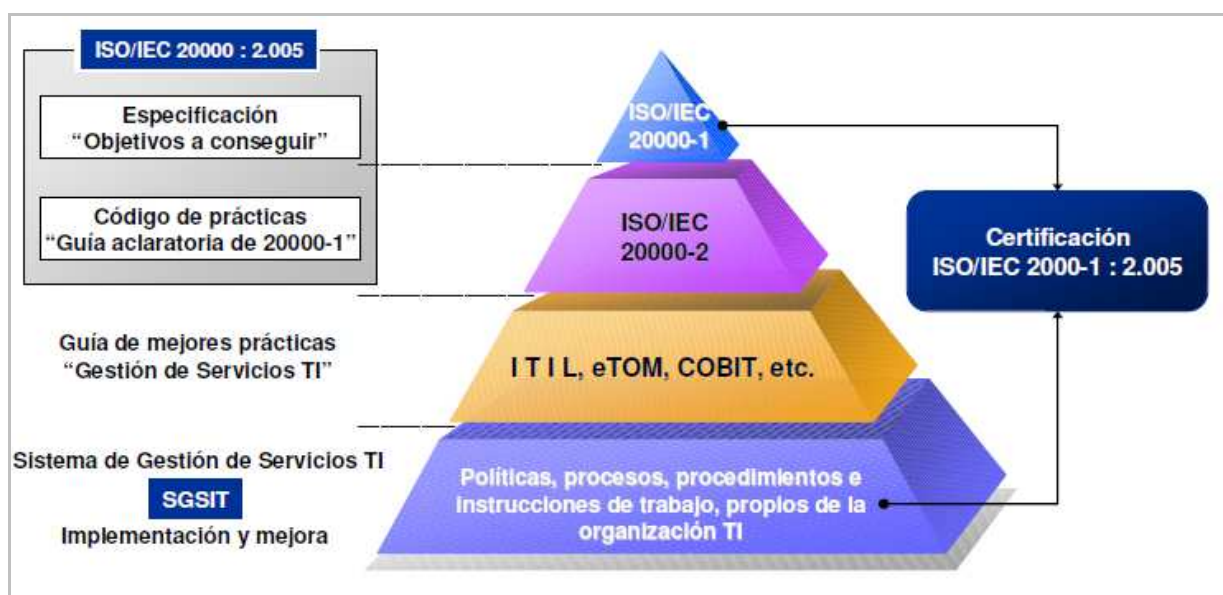 ISO/IEC 20000 : 2.005
Especificación
“Objetivos a conseguir”
Código de prácticas
“Guía aclaratoria de 20000-1”
Guía de mejores prácticas
“Gestión de Servicios TI”
Sistema de Gestión de Servicios TI
SGSIT
Implementación y mejora
ISO/IEC
20000-1
ISO/IEC
20000-2
I T I L, eTOM, COBIT, etc.
Políticas, procesos, procedimientos e
instrucciones de trabajo, propios de la
organización TI
Certificación
ISO/IEC 2000-1 : 2.005